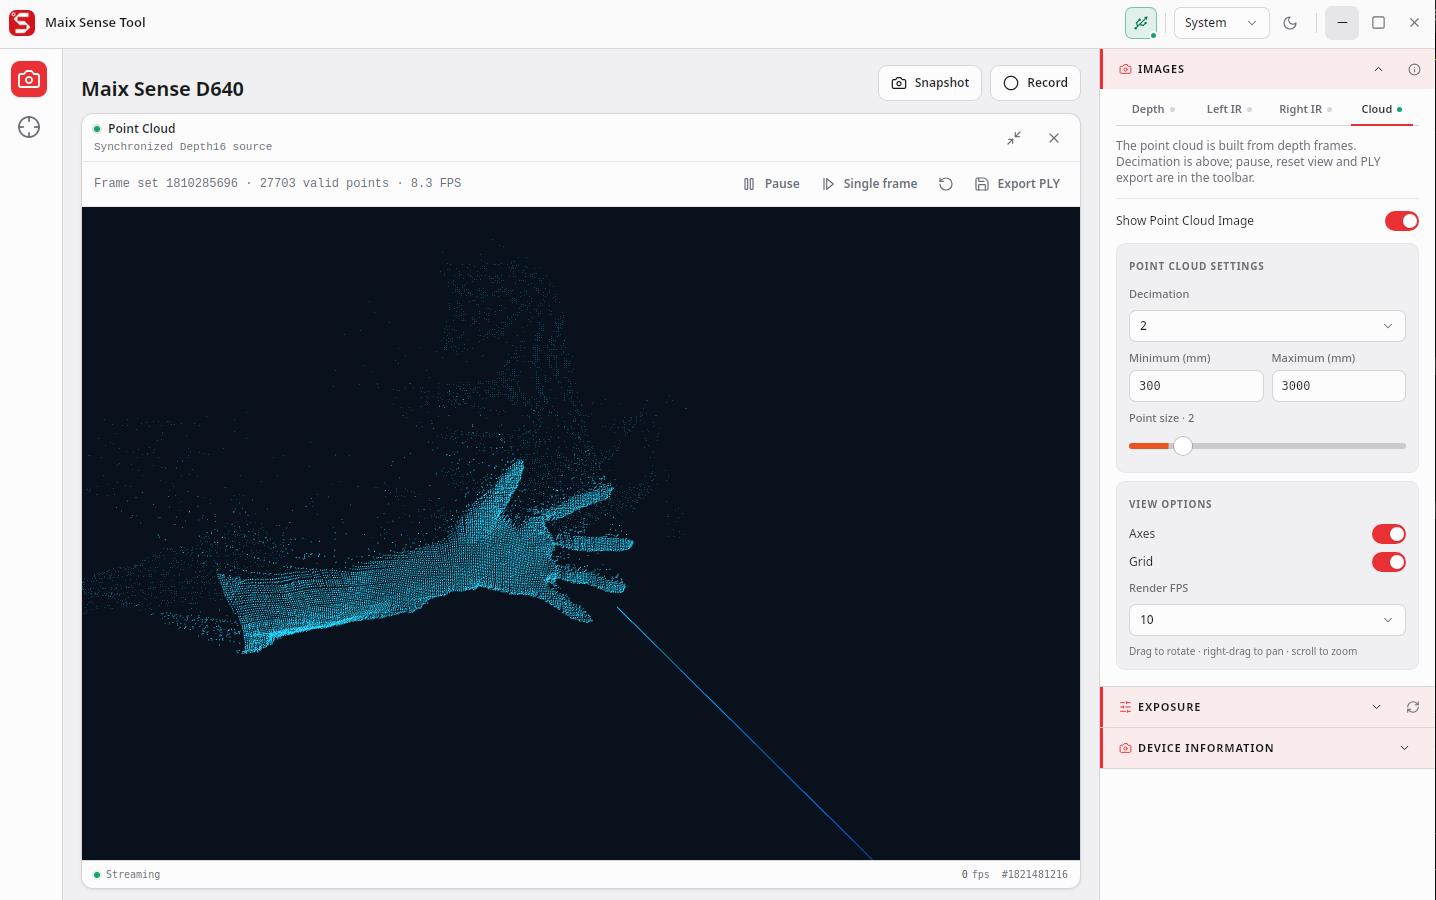 Maix Sense Tool
System
Maix Sense D640
Snapshot
Record
Point Cloud
Synchronized Depth16 source
Frame set 1810285696 · 27703 valid points · 8.3 FPS
Pause
Single frame
Export PLY
Streaming
0 fps #1821481216
IMAGES
Depth
Left IR
Right IR
Cloud
The point cloud is built from depth frames.
Decimation is above; pause, reset view and PLY
export are in the toolbar.
Show Point Cloud Image
POINT CLOUD SETTINGS
Decimation
2
Minimum (mm)
Maximum (mm)
300
3000
Point size · 2
VIEW OPTIONS
Axes
Grid
Render FPS
10
Drag to rotate · right-drag to pan · scroll to zoom
EXPOSURE
DEVICE INFORMATION